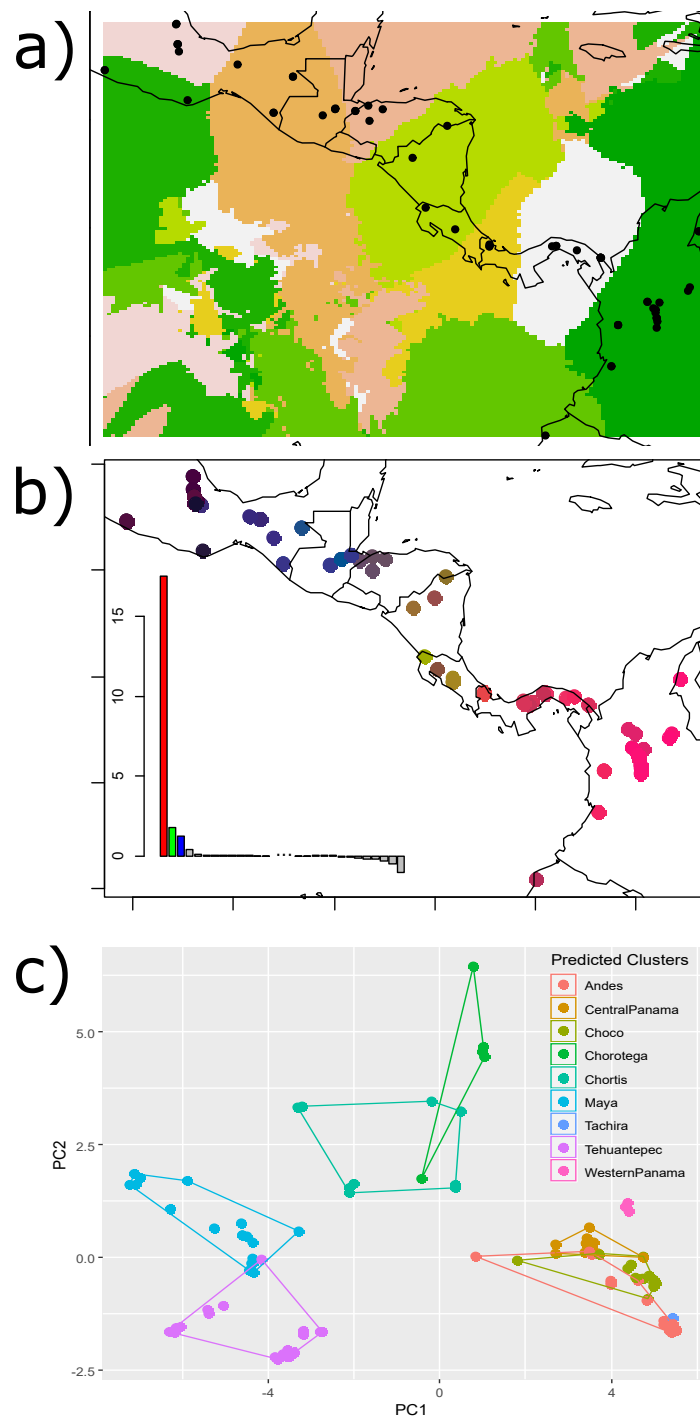 a)
b)
15
10
5
0
...
c)
Predicted Clusters
Andes
CentralPanama
Choco
Chorotega
Chortis
Maya
Tachira
Tehuantepec
WesternPanama
5.0
2.5
0.0
-2.5
PC2
-4
0
4
PC1